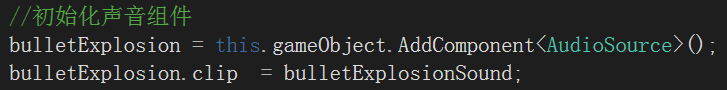 //初始化声音组件
bulletExplosion = this.gameObject.AddComponent<AudioSource>();
bulletExplosion.clip  = bulletExplosionSound;